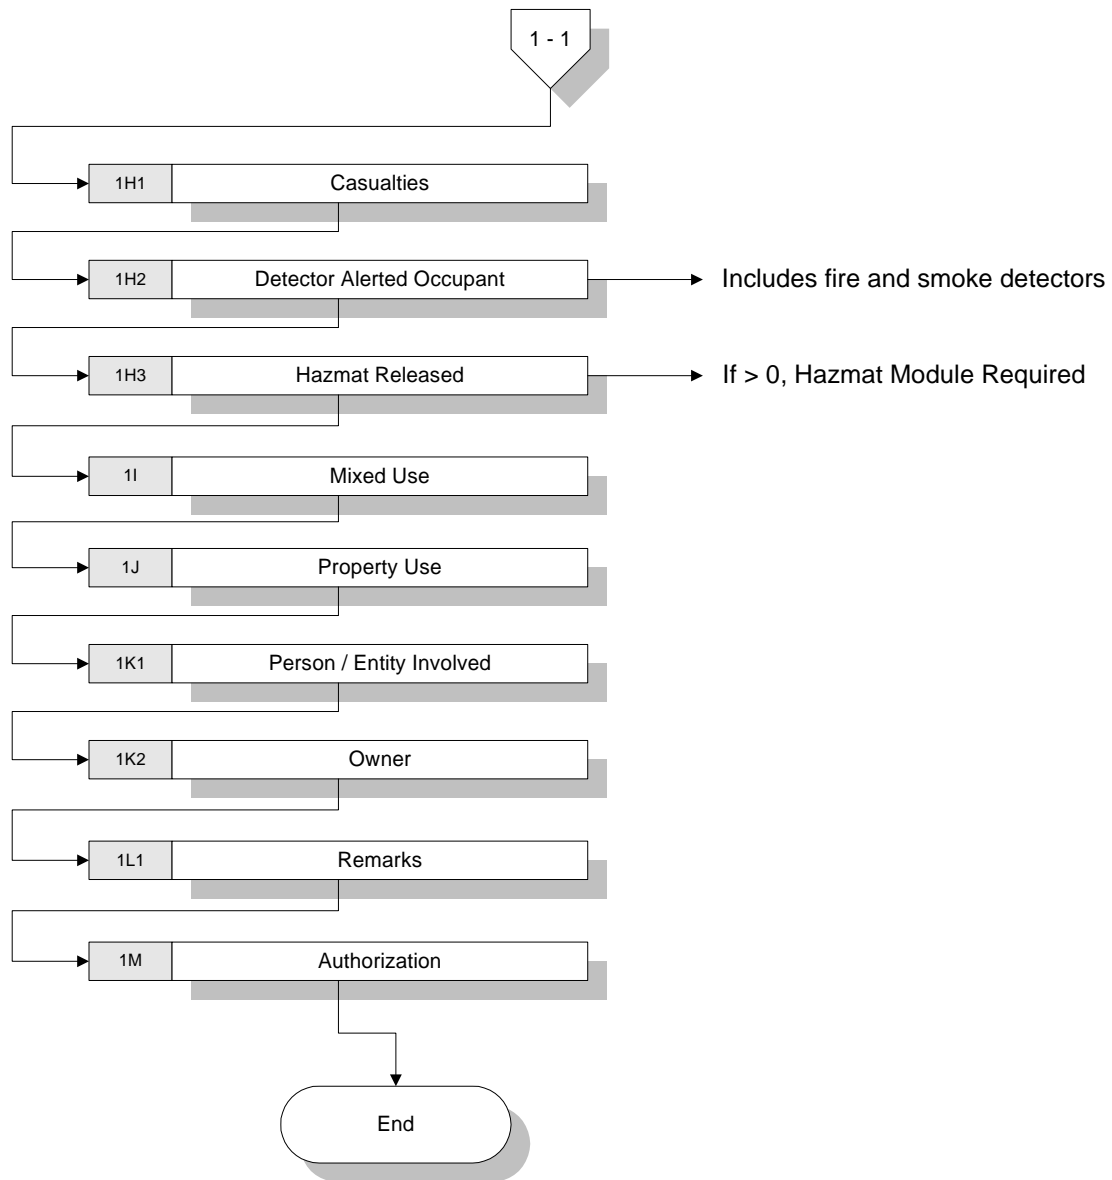 1 - 1
1H1 Casualties
1H2 Detector Alerted Occupant Includes fire and smoke detectors
1H3 Hazmat Released If > 0, Hazmat Module Required
1I Mixed Use
1J Property Use
1K1 Person / Entity Involved
1K2 Owner
1L1 Remarks
1M Authorization
End